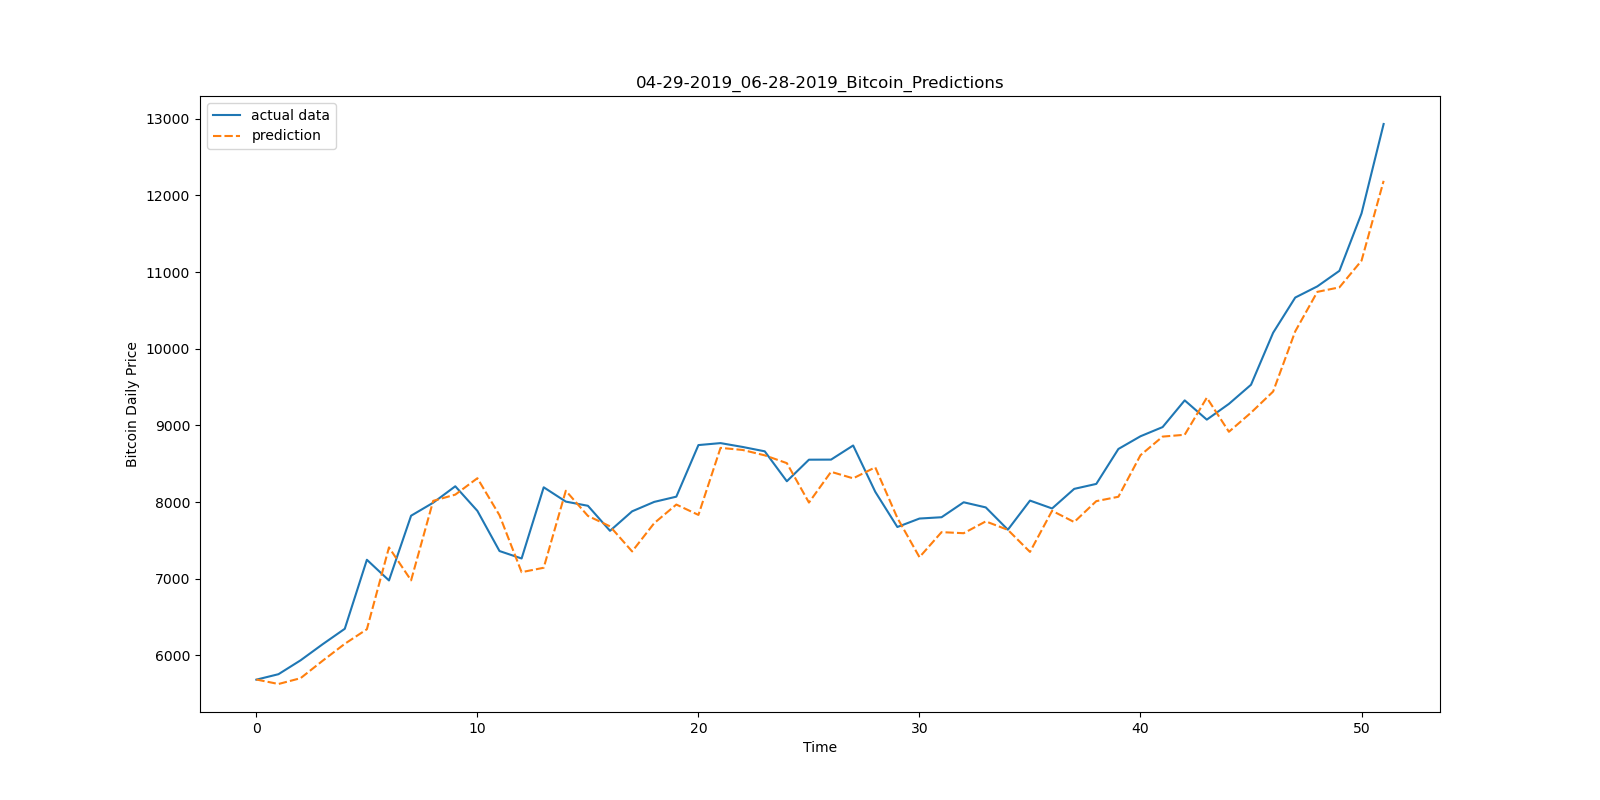 04-29-2019_06-28-2019_Bitcoin_Predictions
actual data
prediction
13000
12000
11000
10000
9000
8000
7000
6000
Bitcoin Daily Price
0 10 20 30 40 50
Time